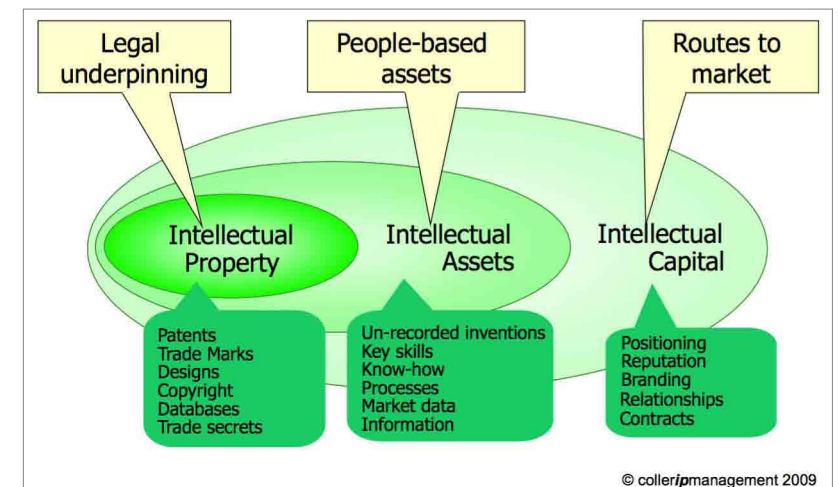 Legal
underpinning
People-based
assets
Routes to
market
Intellectual
Property
Intellectual
Assets
Intellectual
Capital
Patents
Trade Marks
Designs
Copyright
Databases
Trade secrets
Un-recorded inventions
Key skills
Know-how
Processes
Market data
Information
Positioning
Reputation
Branding
Relationships
Contracts
© colleripmanagement 2009